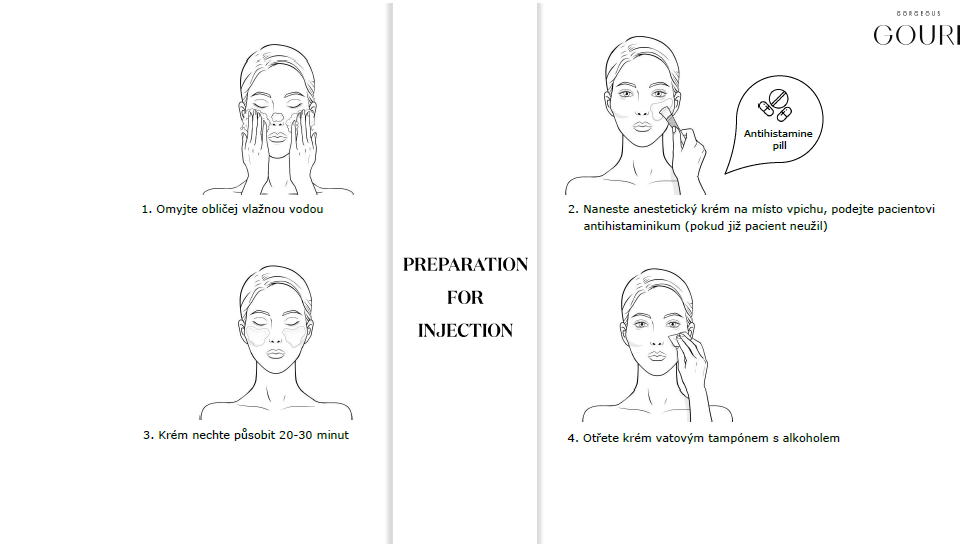 GORGEOUS
GOURI
Antihistamine
pill
1. Omyjte obličej vlažnou vodou
2. Naneste anestetický krém na místo vpichu, podejte pacientovi
antihistaminikum (pokud již pacient neužil)
PREPARATION
FOR
INJECTION
3. Krém nechte působit 20-30 minut
4. Otřete krém vatovým tampónem s alkoholem